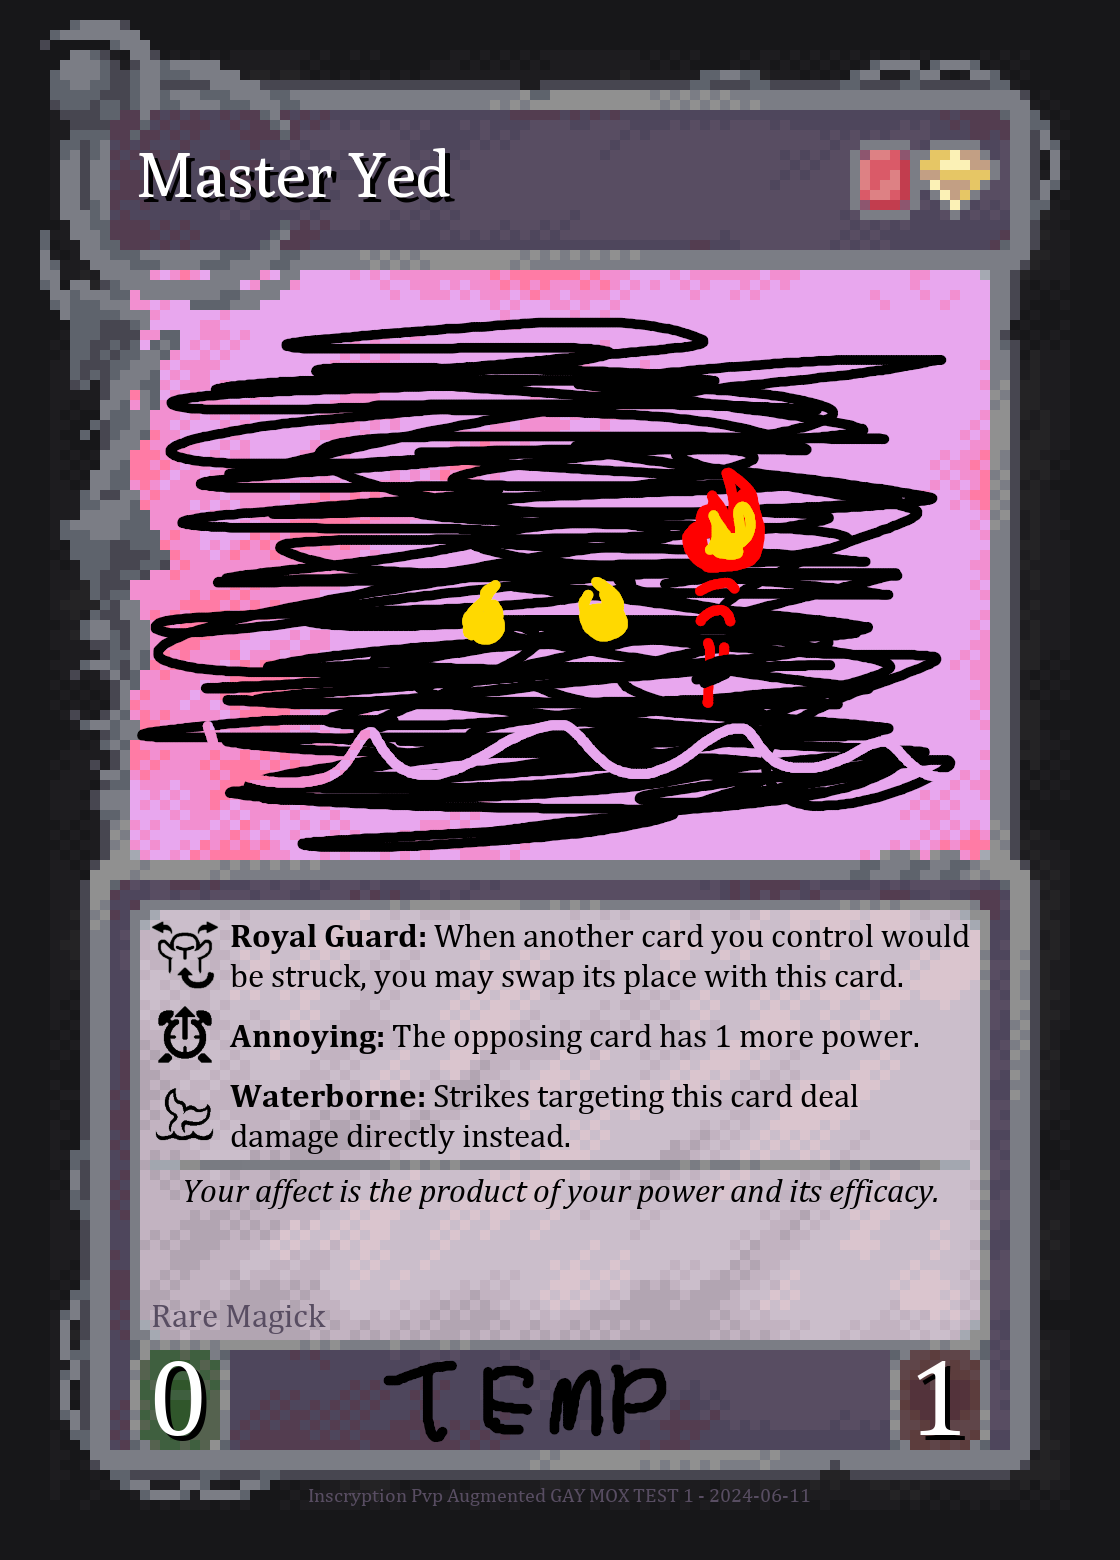 Master Yed
Royal Guard: When another card you control would
be struck, you may swap its place with this card.
Annoying: The opposing card has 1 more power.
Waterborne: Strikes targeting this card deal
damage directly instead.
Your affect is the product of your power and its efficacy.
Rare Magick
0 TEMP 1
Inscryption Pvp Augmented GAY MOX TEST 1 - 2024-06-11